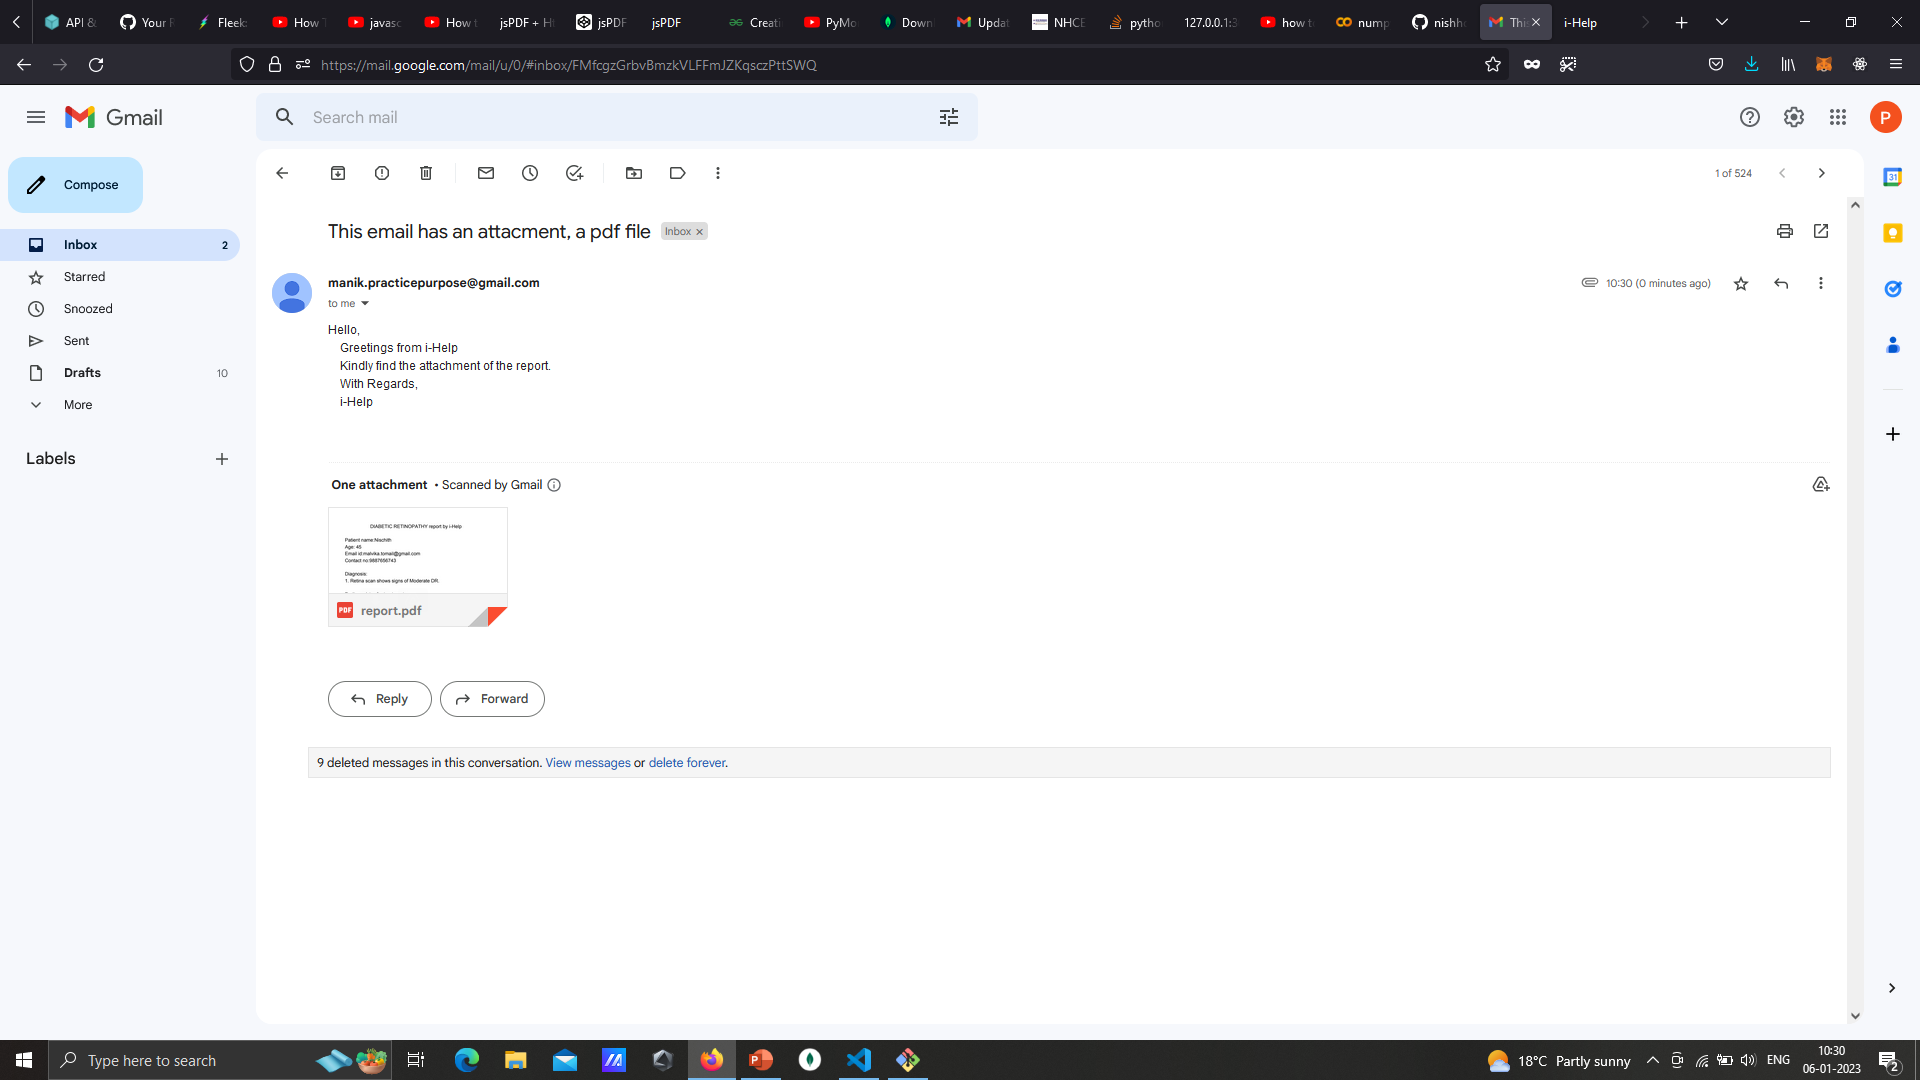 API &
Your F
Fleek
How T
javasc
How t
jsPDF + Ht
jsPDF
jsPDF
Creati
PyMo
Down
Updat
NHCE
pytho
127.0.0.1:3
how t
nump
nishh
This
i-Help
https://mail.google.com/mail/u/0/#inbox/FMfcgzGrbvBmzkVLFFmJZKqsczPttSWQ
Gmail
Search mail
P
Compose
1 of 524
Inbox 2
Starred
Snoozed
Sent
Drafts 10
More
Labels
This email has an attacment, a pdf file
Inbox ×
manik.practicepurpose@gmail.com
10:30 (0 minutes ago)
to me
Hello,
Greetings from i-Help
Kindly find the attachment of the report.
With Regards,
i-Help
One attachment • Scanned by Gmail
DIABETIC RETINOPATHY report by i-Help
Patient name:Nischith
Age: 45
Email id:malvika.tomail@gmail.com
Contact no:9887656743
Diagnosis:
1. Retina scan shows signs of Moderate DR.
PDF report.pdf
Reply
Forward
9 deleted messages in this conversation. View messages or delete forever.
31
Type here to search
18°C Partly sunny
ENG
10:30
06-01-2023
2